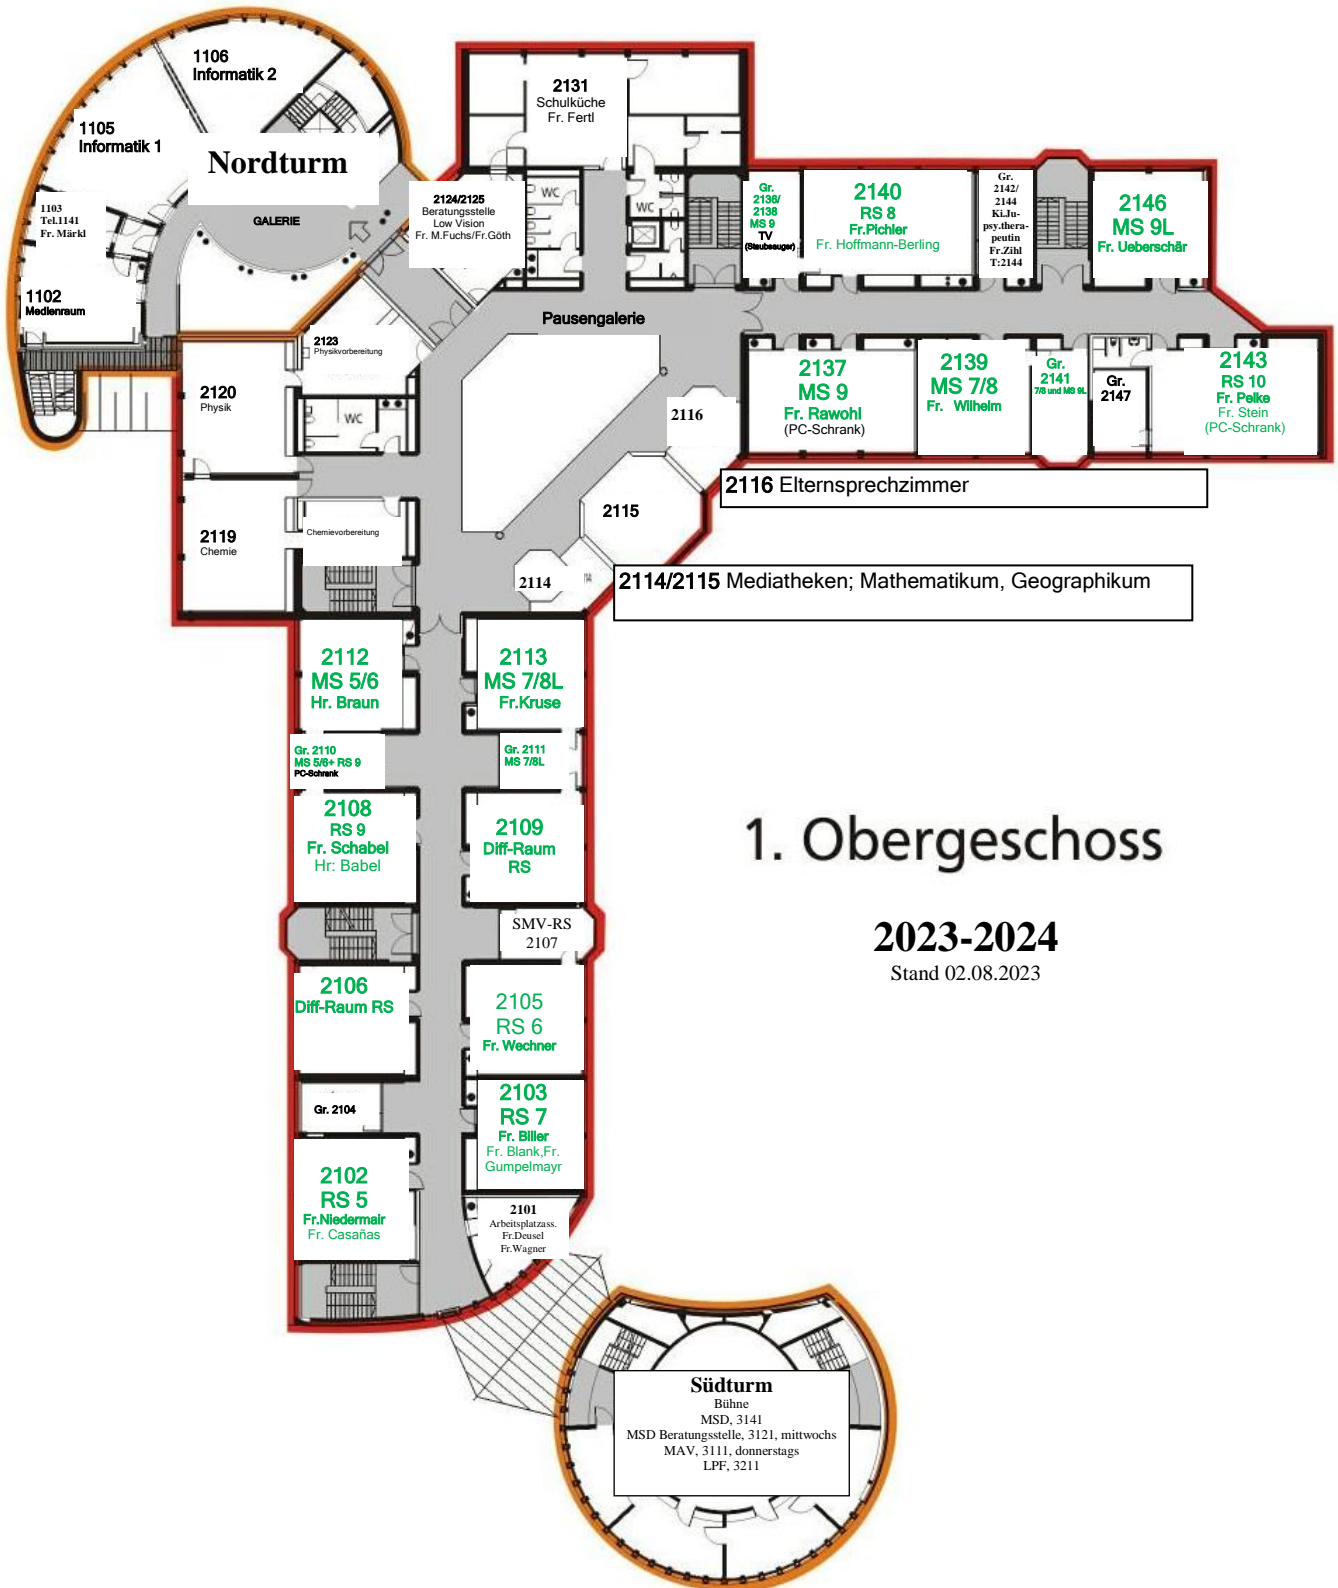 1106
Informatik 2
1105
Informatik 1
Nordturm
1103
Tel.1141
Fr. Märkl
GALERIE
1102
Medienraum
2131
Schulküche
Fr. Fertl
2124/2125
Beratungsstelle
Low Vision
Fr. M.Fuchs/Fr.Göth
WC
WC
Gr.
2136/
2138
MS 9
TV
(Staubsauger)
2140
RS 8
Fr.Pichler
Fr. Hoffmann-Berling
Gr.
2142/
2144
Ki.Ju-
psy.thera-
peutin
Fr.Zihl
T:2144
2146
MS 9L
Fr. Ueberschär
Pausengalerie
2123
Physikvorbereitung
2120
Physik
WC
2116
2137
MS 9
Fr. Rawohl
(PC-Schrank)
2139
MS 7/8
Fr. Wilhelm
Gr.
2141
7/8 und MS 9L
Gr.
2147
2143
RS 10
Fr. Pelke
Fr. Stein
(PC-Schrank)
2116 Elternsprechzimmer
2115
2119
Chemie
Chemievorbereitung
2114
2114/2115 Mediatheken; Mathematikum, Geographikum
2112
MS 5/6
Hr. Braun
2113
MS 7/8L
Fr.Kruse
Gr. 2110
MS 5/6+ RS 9
PC-Schrank
Gr. 2111
MS 7/8L
2108
RS 9
Fr. Schabel
Hr: Babel
2109
Diff-Raum
RS
1. Obergeschoss
2023-2024
Stand 02.08.2023
SMV-RS
2107
2106
Diff-Raum RS
2105
RS 6
Fr. Wechner
Gr. 2104
2103
RS 7
Fr. Biller
Fr. Blank,Fr.
Gumpelmayr
2102
RS 5
Fr.Niedermair
Fr. Casañas
2101
Arbeitsplatzass.
Fr.Deusel
Fr.Wagner
Südturm
Bühne
MSD, 3141
MSD Beratungsstelle, 3121, mittwochs
MAV, 3111, donnerstags
LPF, 3211